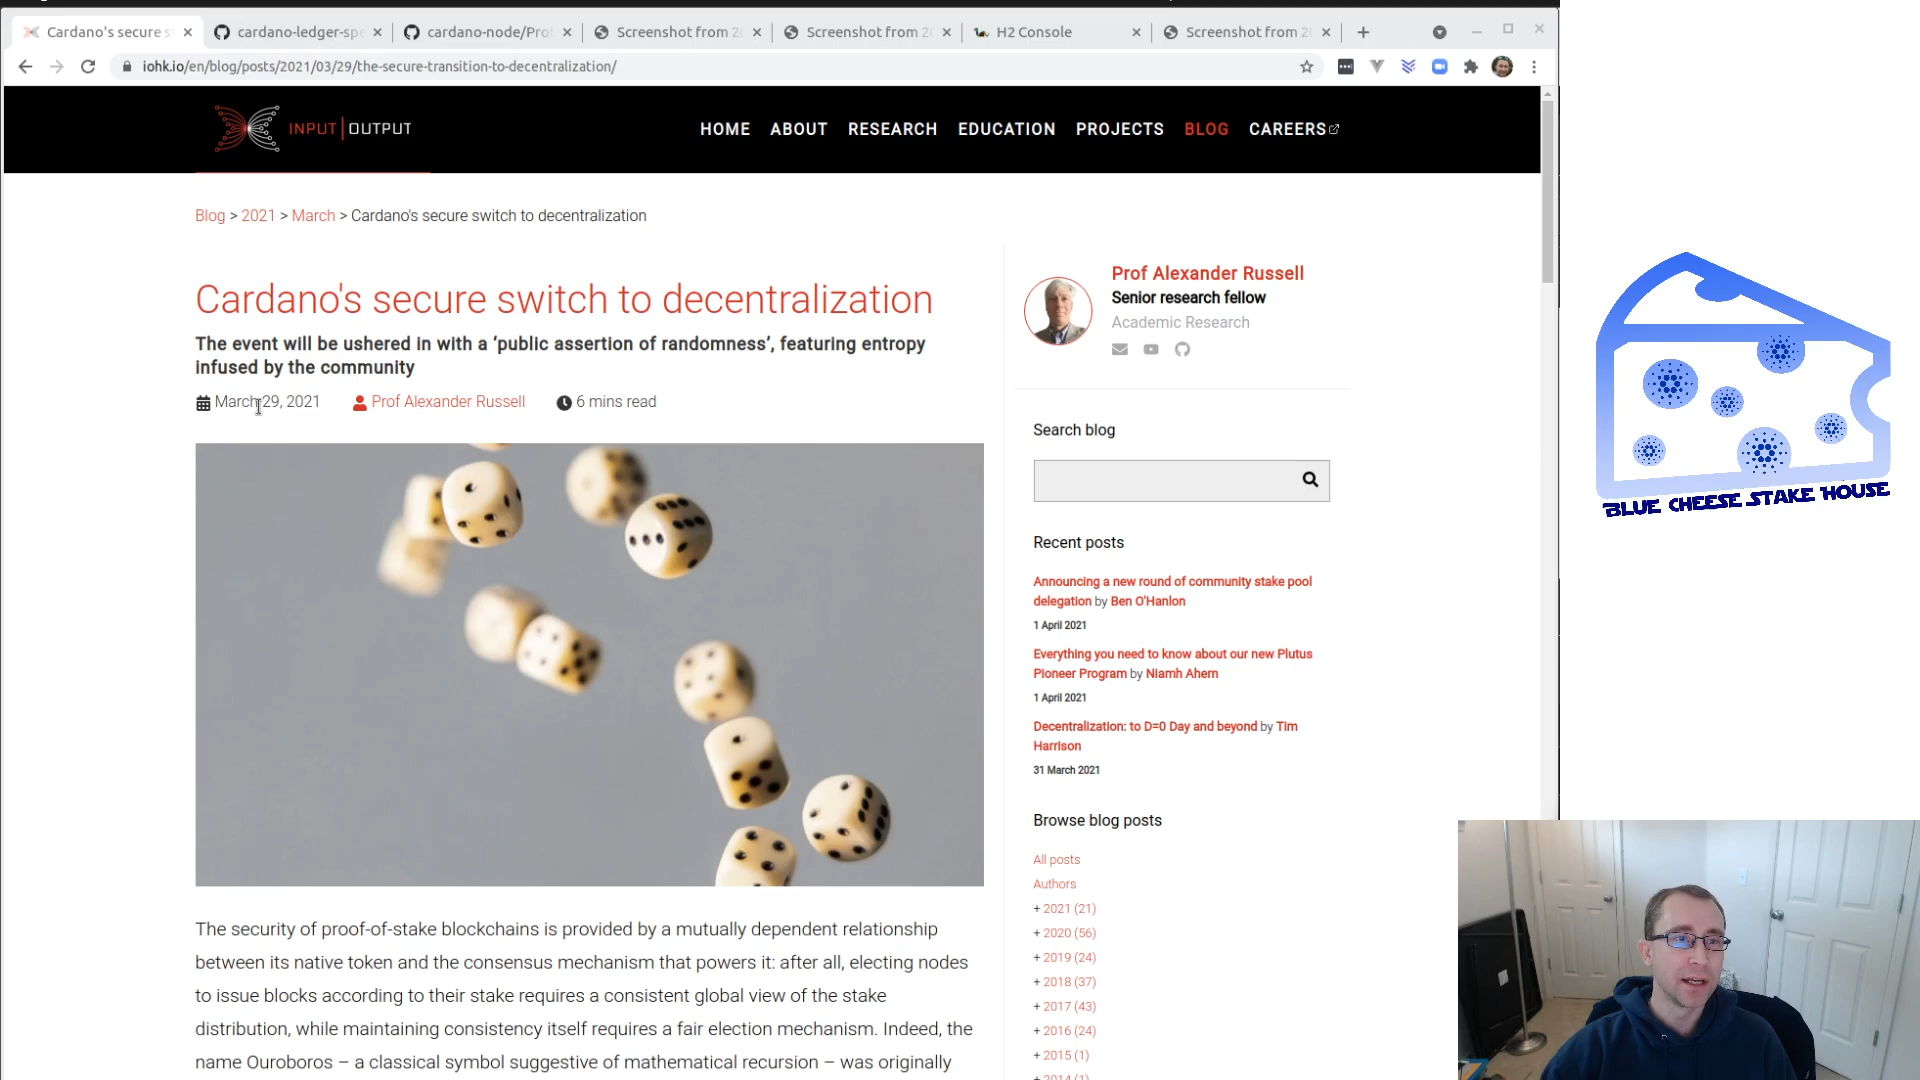 Cardano's secure s
cardano-ledger-spe
cardano-node/Pro
Screenshot from 2
Screenshot from 20
H2 Console
Screenshot from 2
iohk.io/en/blog/posts/2021/03/29/the-secure-transition-to-decentralization/
INPUT | OUTPUT
HOME ABOUT RESEARCH EDUCATION PROJECTS BLOG CAREERS
Blog > 2021 > March > Cardano's secure switch to decentralization
Cardano's secure switch to decentralization
The event will be ushered in with a ‘public assertion of randomness’, featuring entropy
infused by the community
March 29, 2021 Prof Alexander Russell 6 mins read
The security of proof-of-stake blockchains is provided by a mutually dependent relationship
between its native token and the consensus mechanism that powers it: after all, electing nodes
to issue blocks according to their stake requires a consistent global view of the stake
distribution, while maintaining consistency itself requires a fair election mechanism. Indeed, the
name Ouroboros – a classical symbol suggestive of mathematical recursion – was originally
Prof Alexander Russell
Senior research fellow
Academic Research
Search blog
Recent posts
Announcing a new round of community stake pool
delegation by Ben O'Hanlon
1 April 2021
Everything you need to know about our new Plutus
Pioneer Program by Niamh Ahern
1 April 2021
Decentralization: to D=0 Day and beyond by Tim
Harrison
31 March 2021
Browse blog posts
All posts
Authors
+ 2021 (21)
+ 2020 (56)
+ 2019 (24)
+ 2018 (37)
+ 2017 (43)
+ 2016 (24)
+ 2015 (1)
+ 2014 (1)
BLUE CHEESE STAKE HOUSE